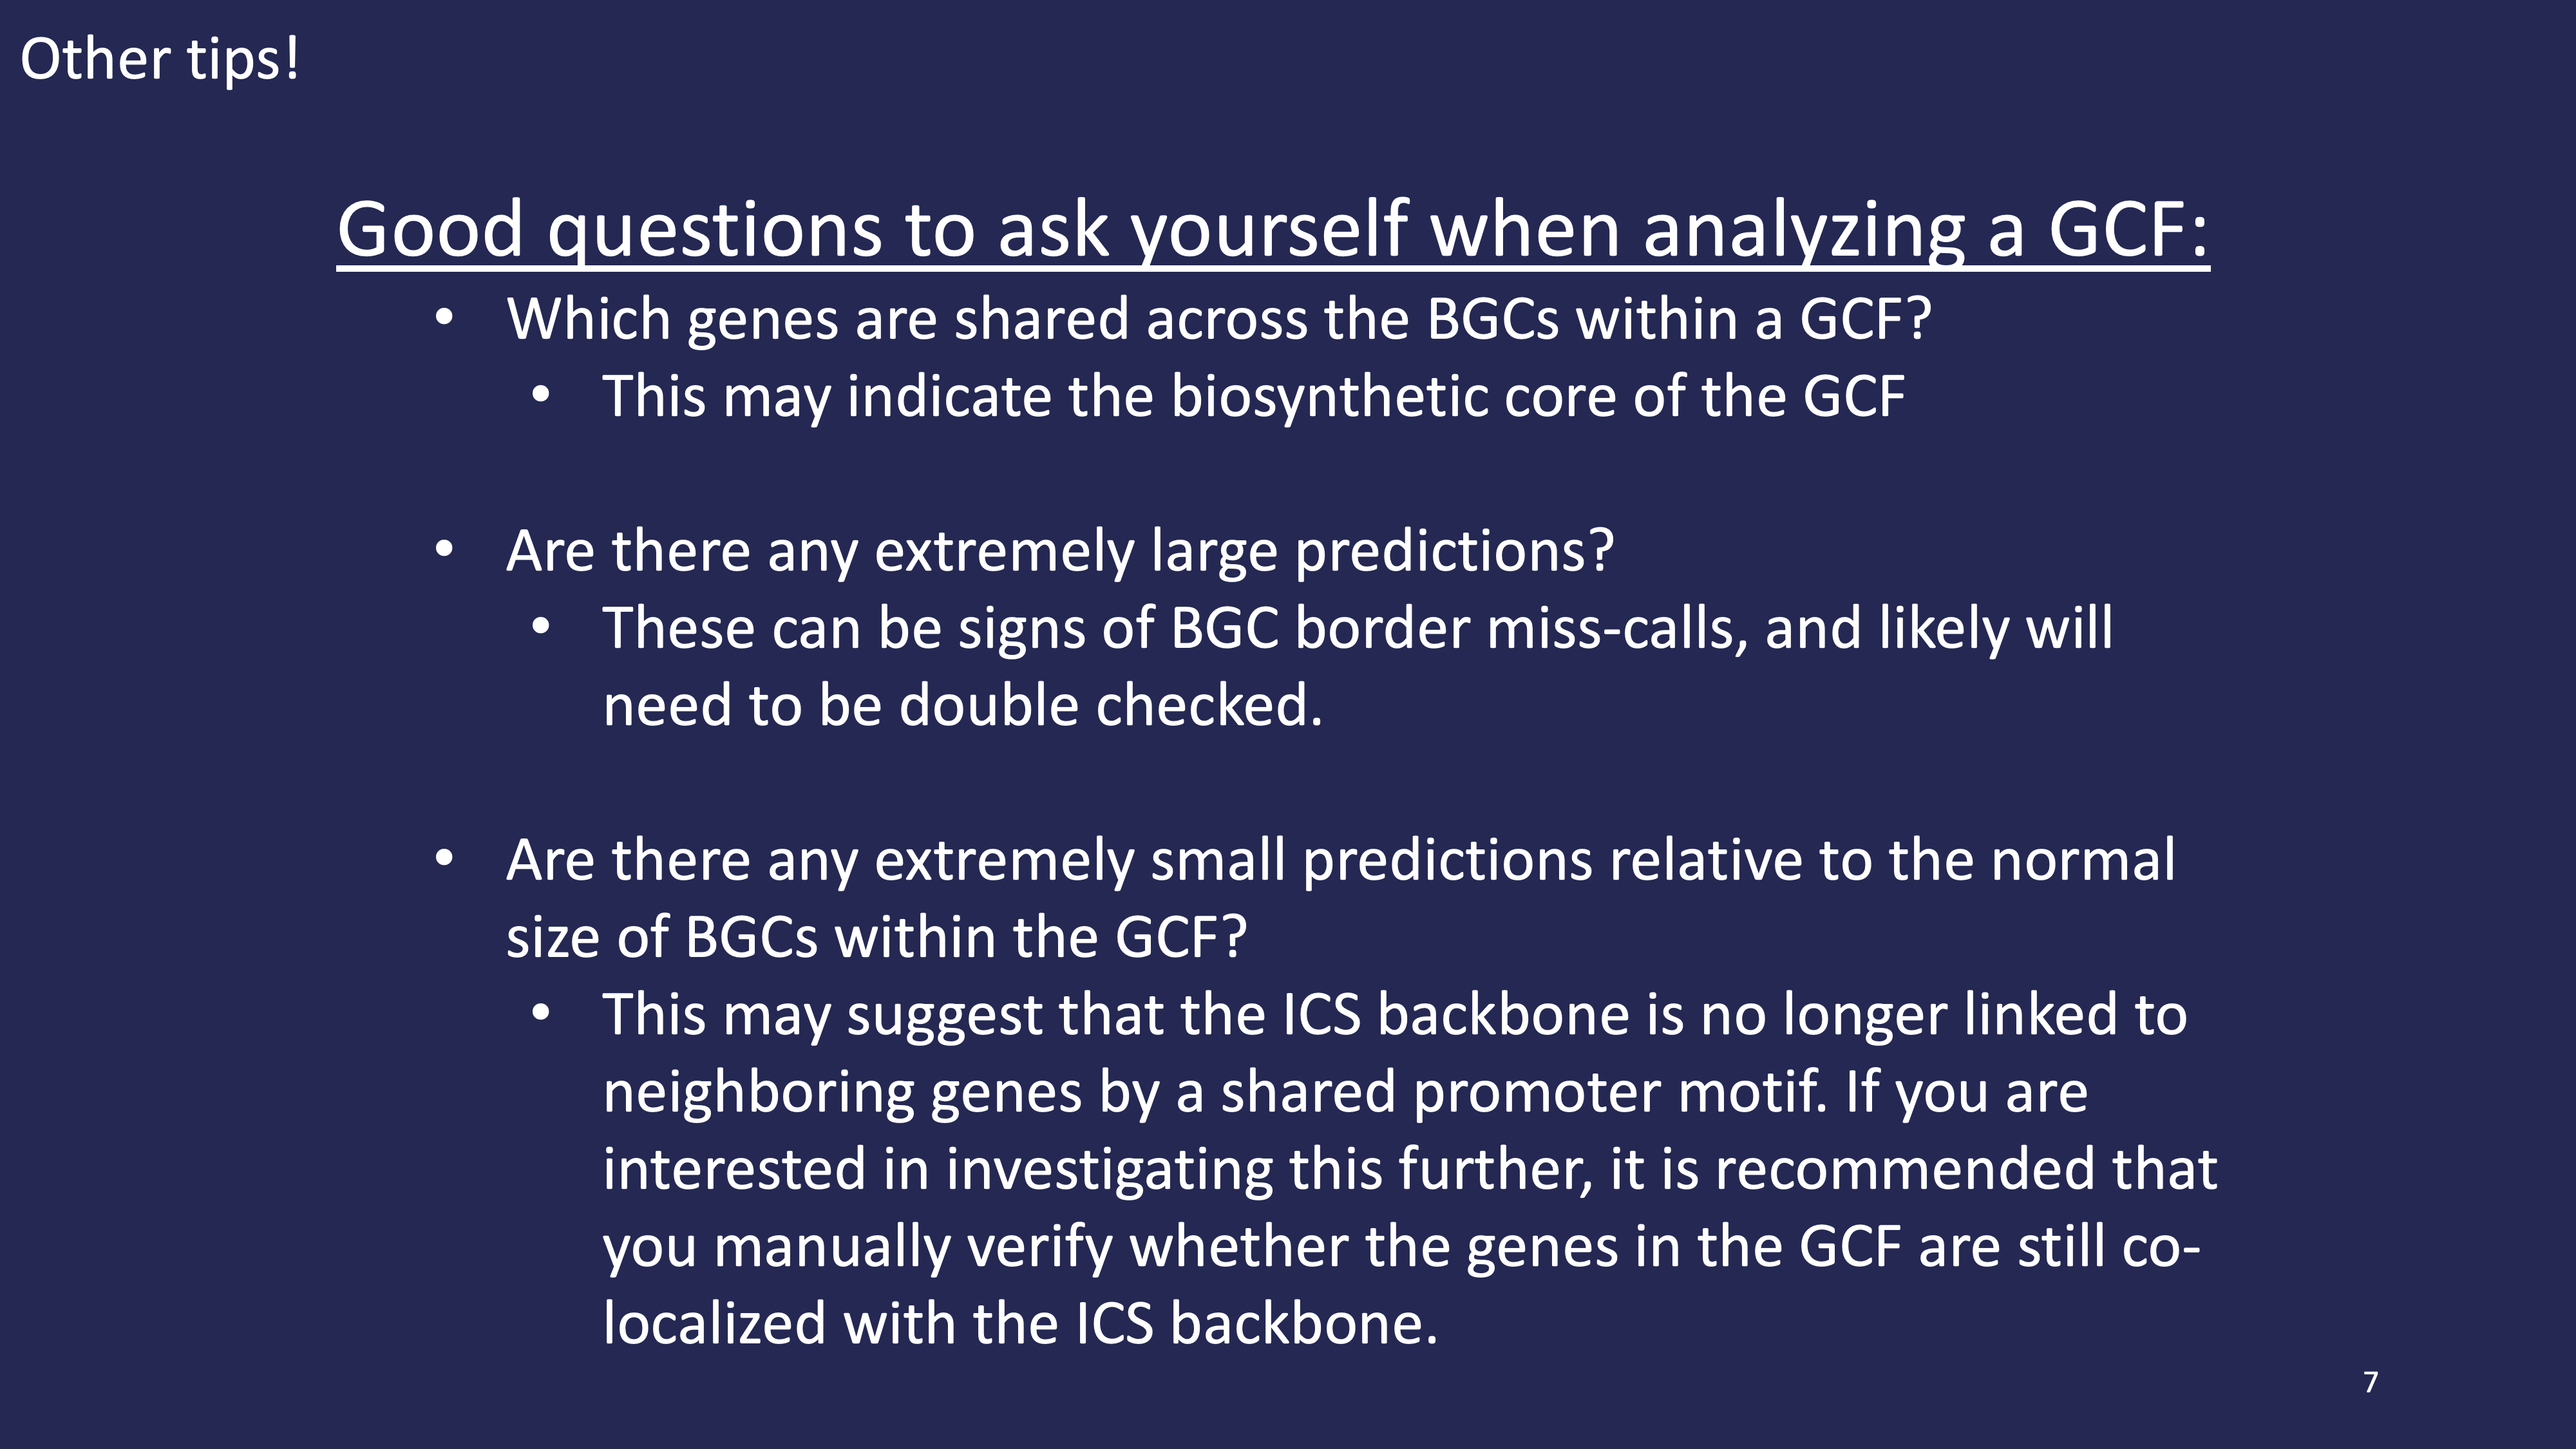 Other tips!
Good questions to ask yourself when analyzing a GCF:
• Which genes are shared across the BGCs within a GCF?
• This may indicate the biosynthetic core of the GCF
• Are there any extremely large predictions?
• These can be signs of BGC border miss-calls, and likely will
need to be double checked.
• Are there any extremely small predictions relative to the normal
size of BGCs within the GCF?
• This may suggest that the ICS backbone is no longer linked to
neighboring genes by a shared promoter motif. If you are
interested in investigating this further, it is recommended that
you manually verify whether the genes in the GCF are still co-
localized with the ICS backbone.
7